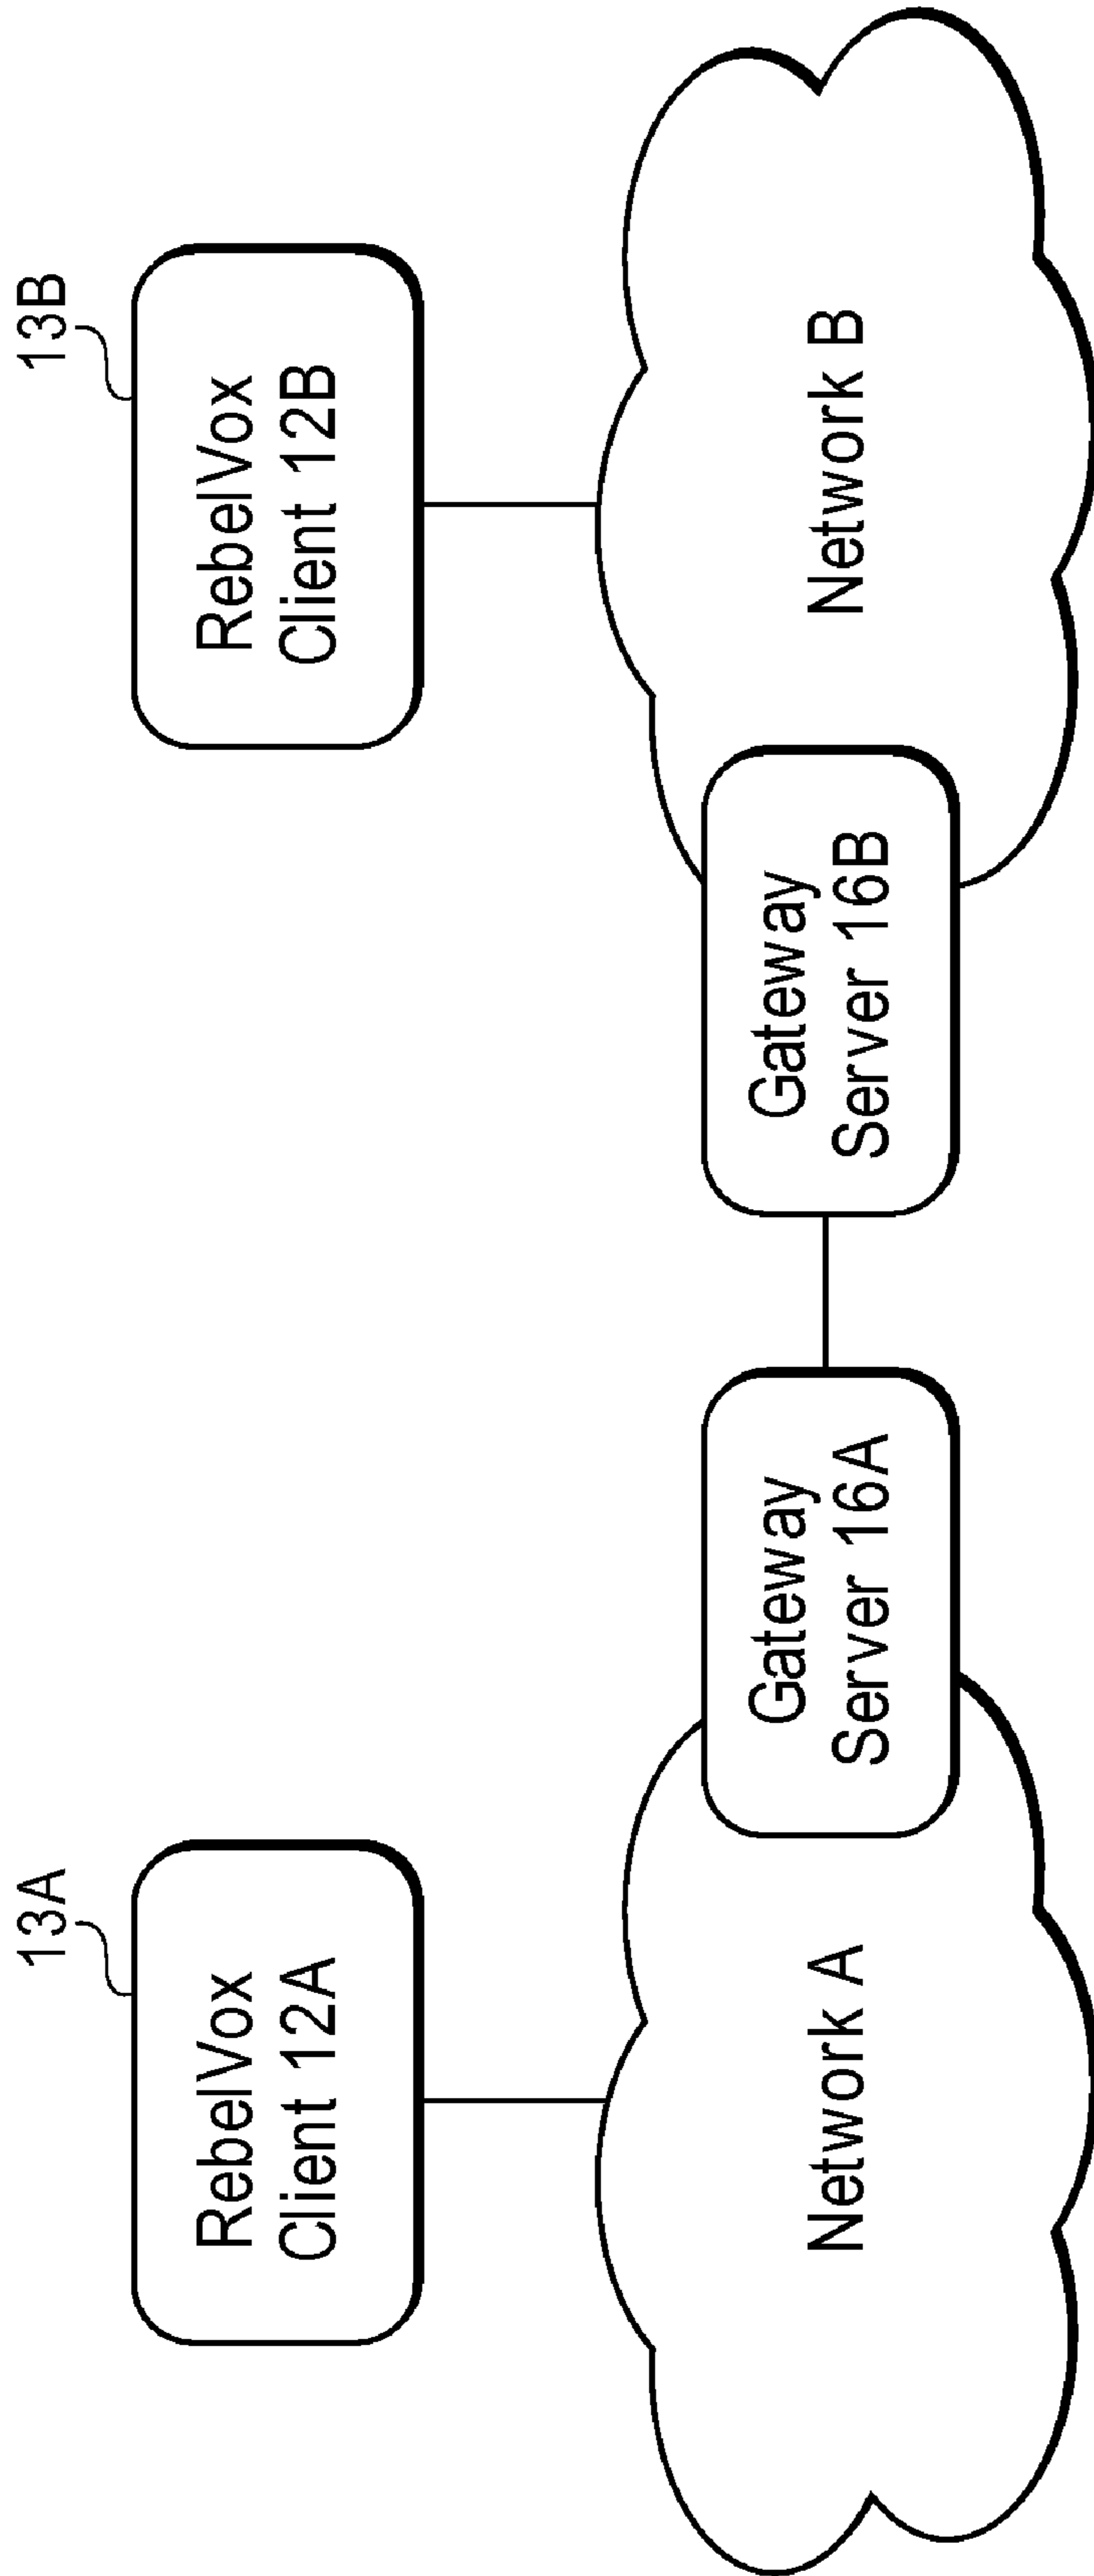 13A
13B
RebelVox
Client 12A
RebelVox
Client 12B
Gateway
Server 16A
Gateway
Server 16B
Network A
Network B